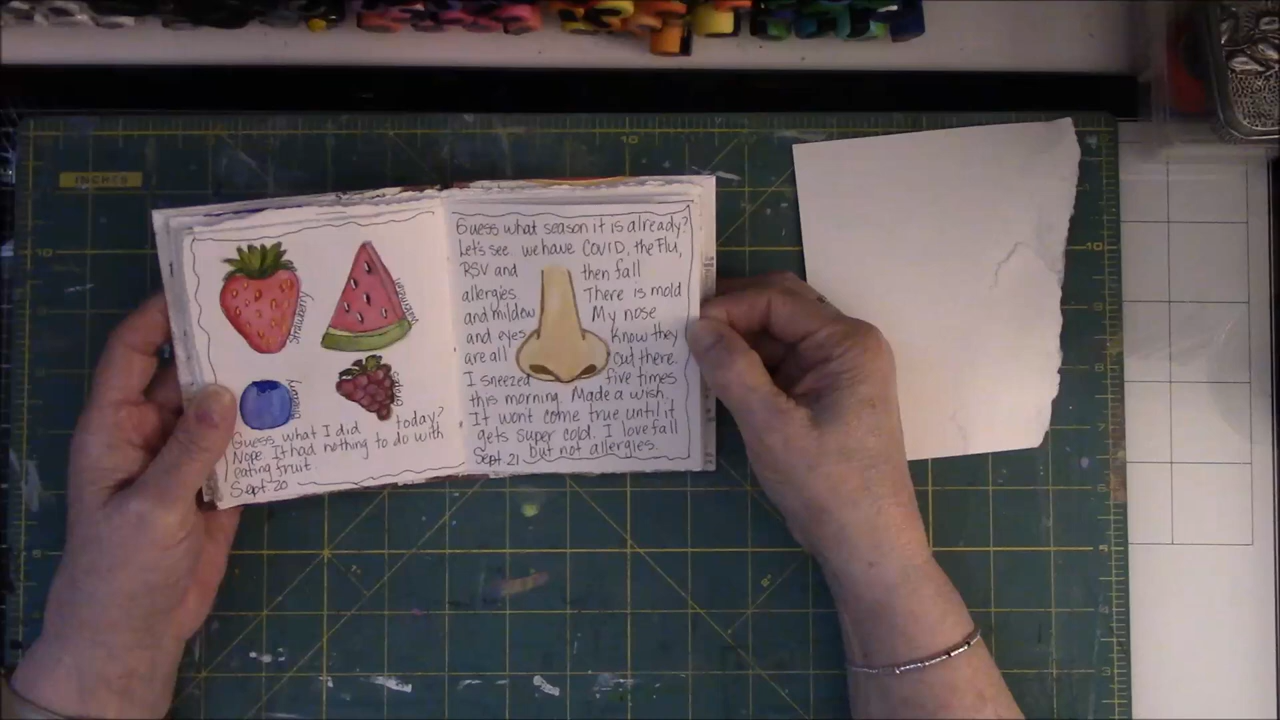 INCHES
10
10
Strawberry
Watermelon
Blueberry
Grapes
Guess what I did today?
Nope. It had nothing to do with
eating fruit.
Sept. 20
Guess what season it is already?
Let's see.. we have COVID, the Flu,
RSV and then fall
allergies. There is mold
and mildew My nose
and eyes Know they
are all out there.
I sneezed five times
this morning. Made a wish.
It wont come true until it
gets super cold. I love fall
but not allergies.
Sept. 21